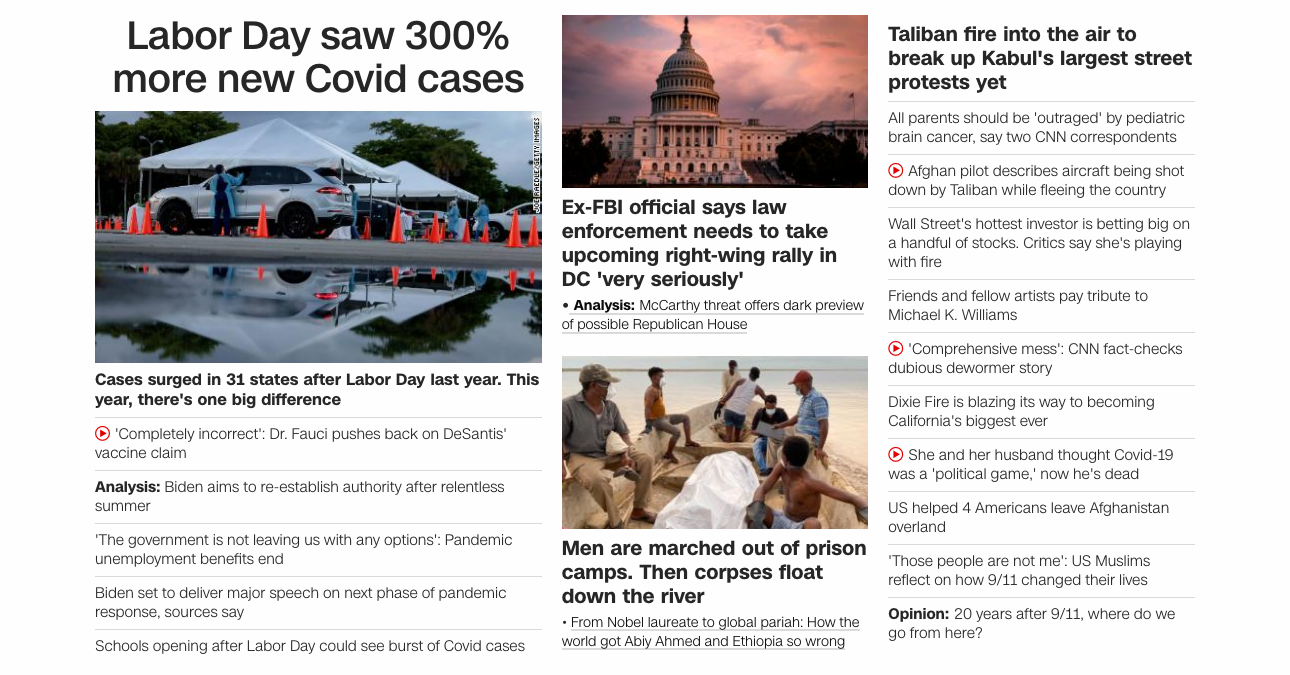 Labor Day saw 300%
more new Covid cases
JOE RAEDLE/GETTY IMAGES
Cases surged in 31 states after Labor Day last year. This
year, there's one big difference
'Completely incorrect': Dr. Fauci pushes back on DeSantis'
vaccine claim
Analysis: Biden aims to re-establish authority after relentless
summer
'The government is not leaving us with any options': Pandemic
unemployment benefits end
Biden set to deliver major speech on next phase of pandemic
response, sources say
Schools opening after Labor Day could see burst of Covid cases
Ex-FBI official says law
enforcement needs to take
upcoming right-wing rally in
DC 'very seriously'
• Analysis: McCarthy threat offers dark preview
of possible Republican House
Men are marched out of prison
camps. Then corpses float
down the river
• From Nobel laureate to global pariah: How the
world got Abiy Ahmed and Ethiopia so wrong
Taliban fire into the air to
break up Kabul's largest street
protests yet
All parents should be 'outraged' by pediatric
brain cancer, say two CNN correspondents
Afghan pilot describes aircraft being shot
down by Taliban while fleeing the country
Wall Street's hottest investor is betting big on
a handful of stocks. Critics say she's playing
with fire
Friends and fellow artists pay tribute to
Michael K. Williams
'Comprehensive mess': CNN fact-checks
dubious dewormer story
Dixie Fire is blazing its way to becoming
California's biggest ever
She and her husband thought Covid-19
was a 'political game,' now he's dead
US helped 4 Americans leave Afghanistan
overland
'Those people are not me': US Muslims
reflect on how 9/11 changed their lives
Opinion: 20 years after 9/11, where do we
go from here?